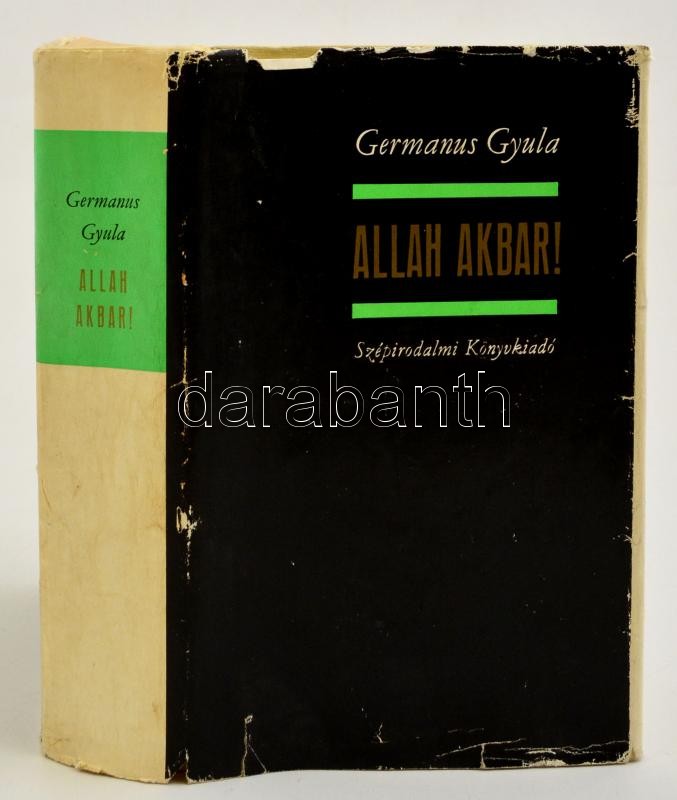 Germanus
Gyula
ALLAH
AKBAR!
Germanus Gyula
ALLAH AKBAR!
Szépirodalmi Könyvkiadó
darabanth